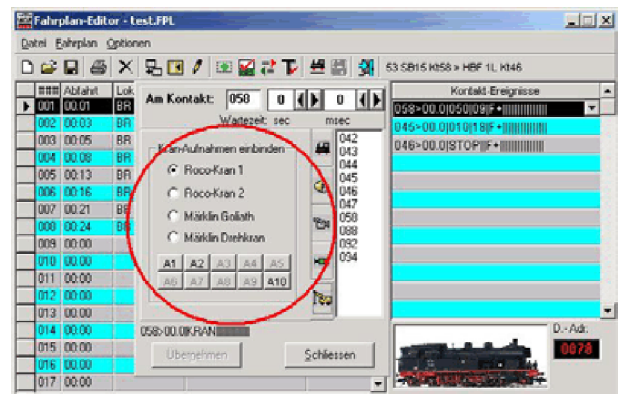 Fahrplan-Editor - test.FPL
Datei Fahrplan Optionen
53 SB15 Kt58 » HBF 1L Kt46
### Abfahrt Lok
001 00:01 BR
002 00:03 BR
003 00:05 BR
004 00:08 BR
005 00:13 BR
006 00:16 BR
007 00:21 BR
008 00:24
009 00:00
010 00:00
011 00:00
012 00:00
013 00:00
014 00:00
015 00:00
016 00:00
017 00:00
Am Kontakt: 058 0 0
Wartezeit: sec msec
Kran-Aufnahmen einbinden
Roco-Kran 1
Roco-Kran 2
Märklin Goliath
Märklin Drehkran
A1 A2 A3 A4 A5
A6 A7 A8 A9 A10
042
043
044
045
046
047
058
088
092
094
058>00.0|KRAN||||||||||
Übernehmen Schliessen
Kontakt-Ereignisse
058>00.0|050|09|F+||||||||||||
045>00.0|010|18|F+||||||||||||
046>00.0|STOP||F+||||||||||||
D.-Adr.
0078